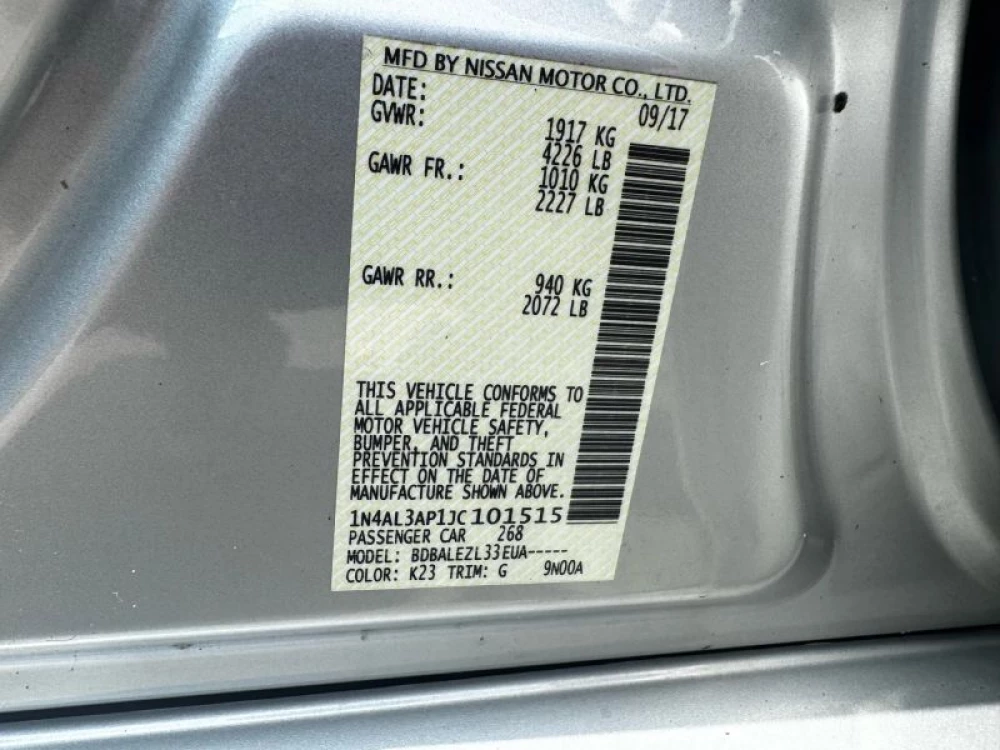 MFD BY NISSAN MOTOR CO., LTD.
DATE: 09/17
GVWR: 1917 KG
4226 LB
GAWR FR.: 1010 KG
2227 LB
GAWR RR.: 940 KG
2072 LB
THIS VEHICLE CONFORMS TO
ALL APPLICABLE FEDERAL
MOTOR VEHICLE SAFETY,
BUMPER, AND THEFT
PREVENTION STANDARDS IN
EFFECT ON THE DATE OF
MANUFACTURE SHOWN ABOVE.
1N4AL3AP1JC101515
PASSENGER CAR 268
MODEL: BDBALEZL33EUA-----
COLOR: K23 TRIM: G 9N00A